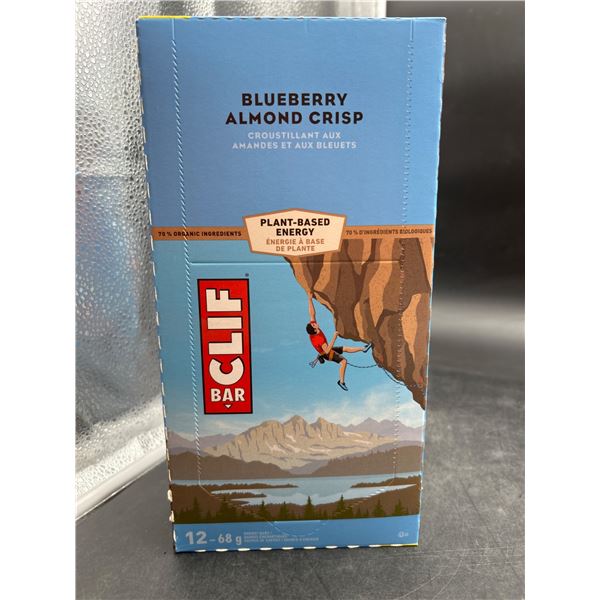 BLUEBERRY
ALMOND CRISP
CROUSTILLANT AUX
AMANDES ET AUX BLEUETS
PLANT-BASED
ENERGY
ÉNERGIE À BASE
DE PLANTE
70 % ORGANIC INGREDIENTS
70 % D'INGRÉDIENTS BIOLOGIQUES
CLIF
BAR
12 - 68 g